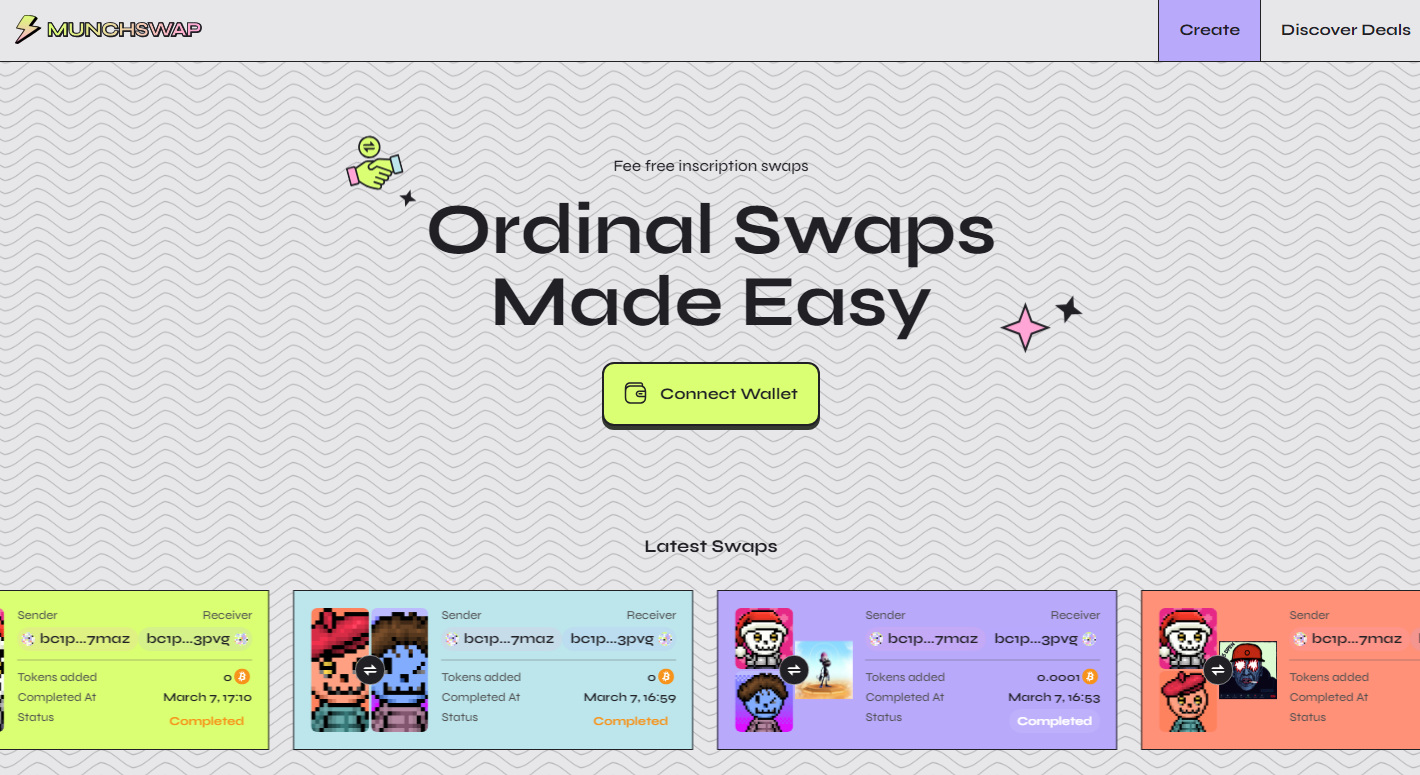 MUNCHSWAP
Create
Discover Deals
Fee free inscription swaps
Ordinal Swaps
Made Easy
Connect Wallet
Latest Swaps
Sender Receiver
bc1p...7maz bc1p...3pvg
Tokens added 0
Completed At March 7, 17:10
Status Completed
Sender Receiver
bc1p...7maz bc1p...3pvg
Tokens added 0
Completed At March 7, 16:59
Status Completed
Sender Receiver
bc1p...7maz bc1p...3pvg
Tokens added 0.0001
Completed At March 7, 16:53
Status Completed
Sender
bc1p...7maz
Tokens added
Completed At
Status